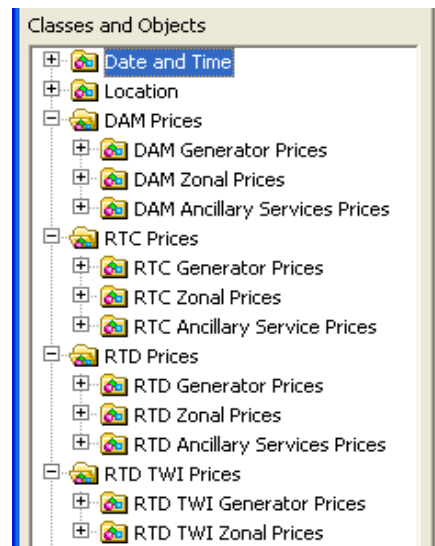 Classes and Objects
Date and Time
Location
DAM Prices
DAM Generator Prices
DAM Zonal Prices
DAM Ancillary Services Prices
RTC Prices
RTC Generator Prices
RTC Zonal Prices
RTC Ancillary Service Prices
RTD Prices
RTD Generator Prices
RTD Zonal Prices
RTD Ancillary Services Prices
RTD TWI Prices
RTD TWI Generator Prices
RTD TWI Zonal Prices